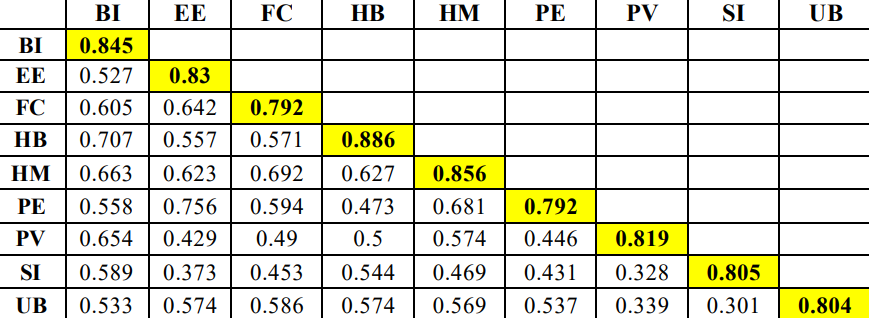 BI EE FC HB HM PE PV SI UB
BI 0.845
EE 0.527 0.83
FC 0.605 0.642 0.792
HB 0.707 0.557 0.571 0.886
HM 0.663 0.623 0.692 0.627 0.856
PE 0.558 0.756 0.594 0.473 0.681 0.792
PV 0.654 0.429 0.49 0.5 0.574 0.446 0.819
SI 0.589 0.373 0.453 0.544 0.469 0.431 0.328 0.805
UB 0.533 0.574 0.586 0.574 0.569 0.537 0.339 0.301 0.804